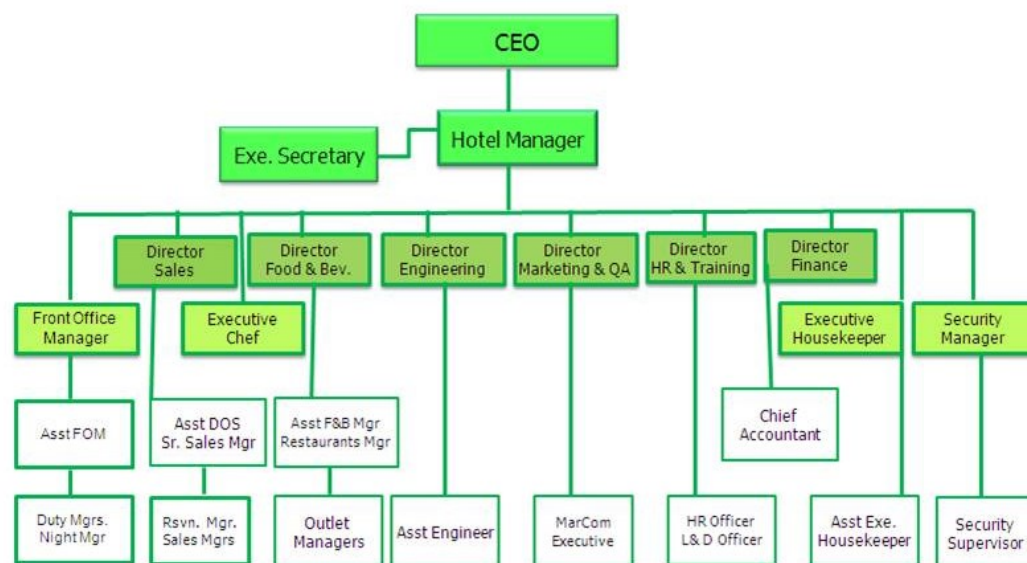 CEO
Hotel Manager
Exe. Secretary
Director
Sales
Director
Food & Bev.
Director
Engineering
Director
Marketing & QA
Director
HR & Training
Director
Finance
Front Office
Manager
Executive
Chef
Executive
Housekeeper
Security
Manager
Asst FOM
Asst DOS
Sr. Sales Mgr
Asst F&B Mgr
Restaurants Mgr
Chief
Accountant
Duty Mgrs.
Night Mgr
Rsvn. Mgr.
Sales Mgrs
Outlet
Managers
Asst Engineer
MarCom
Executive
HR Officer
L& D Officer
Asst Exe.
Housekeeper
Security
Supervisor